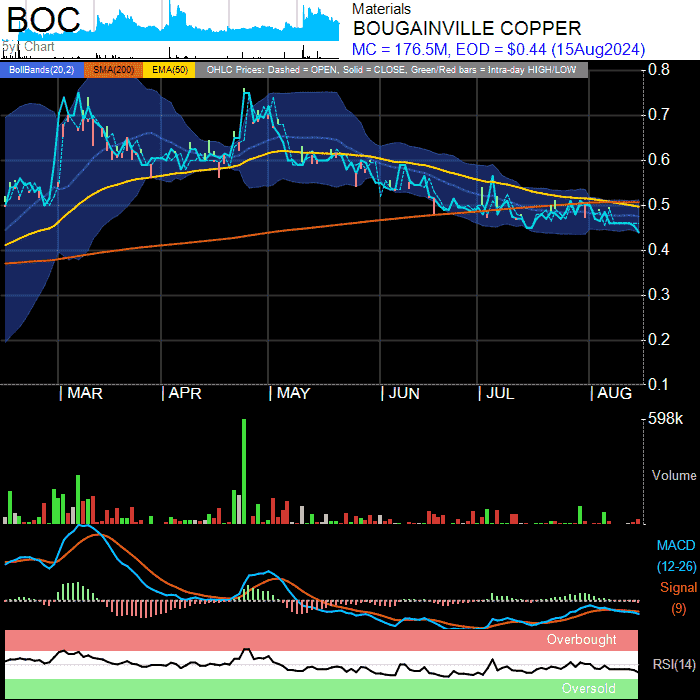 BOC
by Chart
Materials
BOUGAINVILLE COPPER
MC = 176.5M, EOD = $0.44 (15Aug2024)
BollBands(20,2) SMA(200) EMA(50) OHLC Prices: Dashed = OPEN, Solid = CLOSE, Green/Red bars = Intra-day HIGH/LOW
0.8
0.7
0.6
0.5
0.4
0.3
0.2
0.1
MAR APR MAY JUN JUL AUG
598k
Volume
MACD
(12-26)
Signal
(9)
Overbought
RSI(14)
Oversold